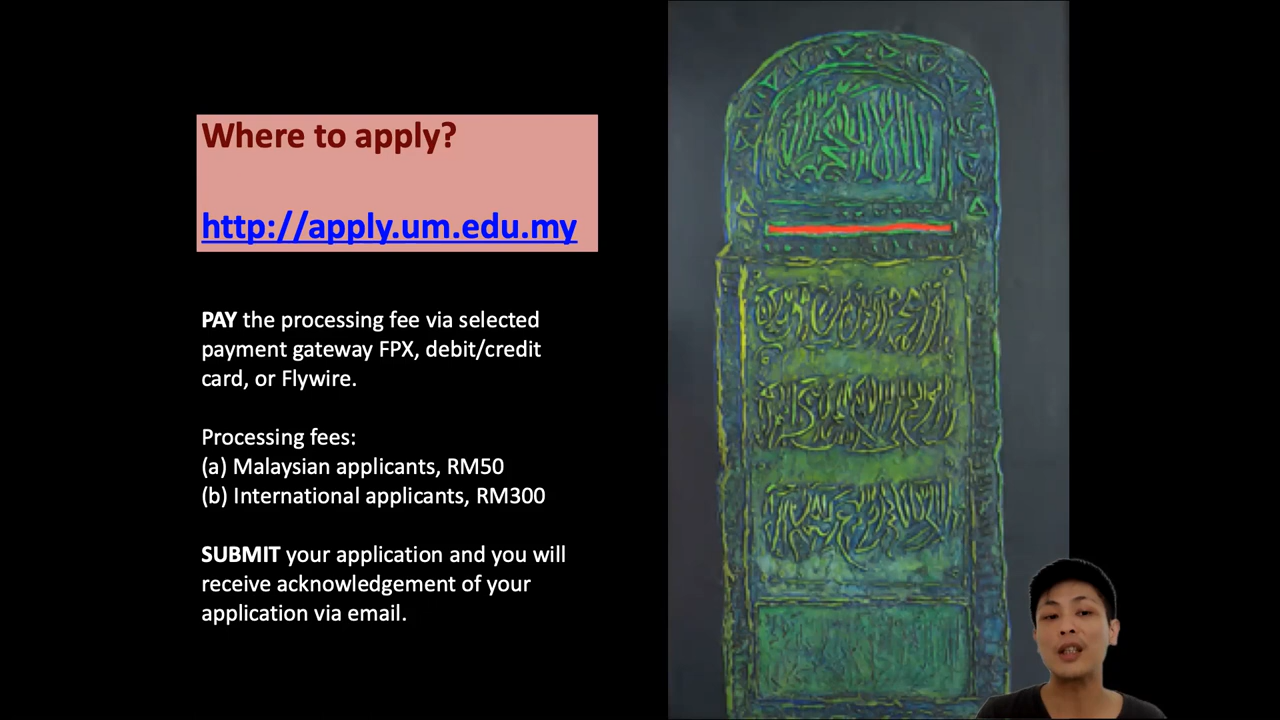 Where to apply?
http://apply.um.edu.my
PAY the processing fee via selected
payment gateway FPX, debit/credit
card, or Flywire.
Processing fees:
(a) Malaysian applicants, RM50
(b) International applicants, RM300
SUBMIT your application and you will
receive acknowledgement of your
application via email.